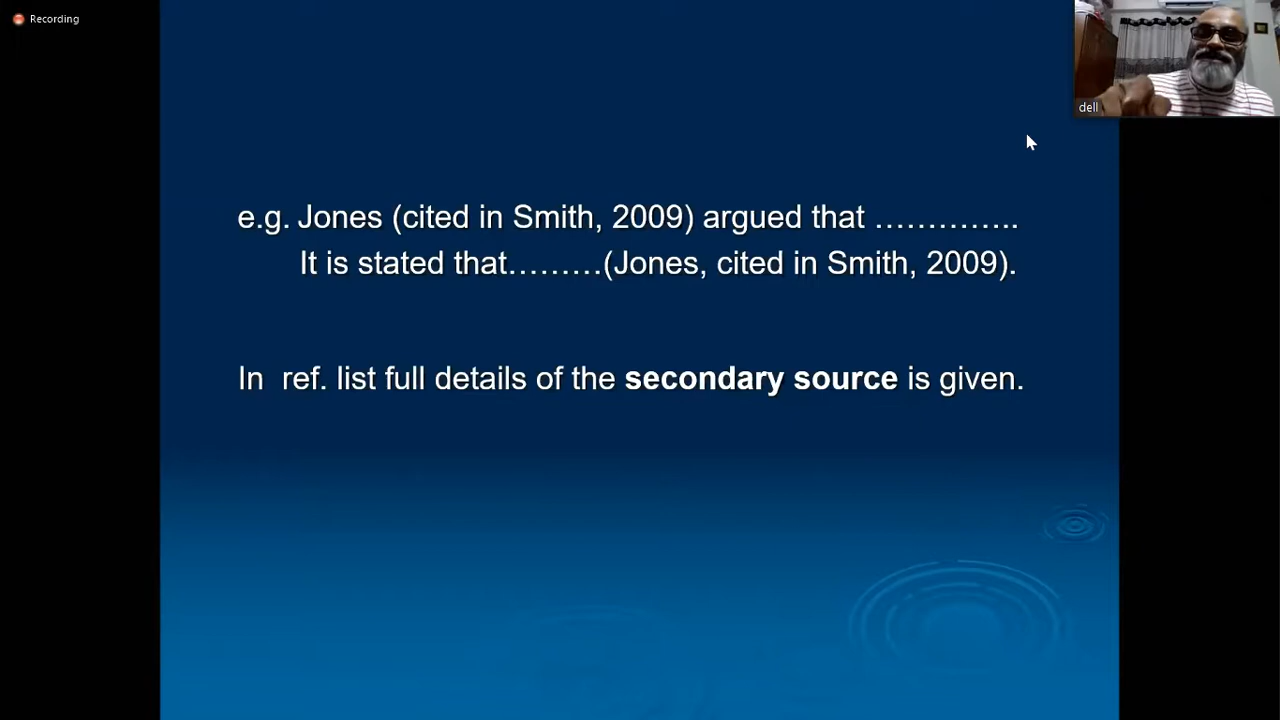 Recording
dell
e.g. Jones (cited in Smith, 2009) argued that …………..
It is stated that………(Jones, cited in Smith, 2009).
In  ref. list full details of the secondary source is given.